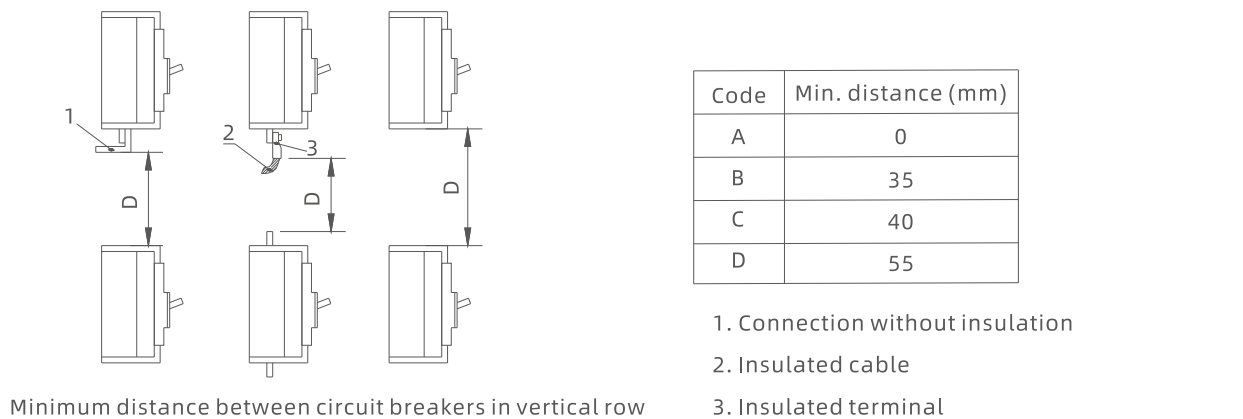 1
2
3
D
D
D
Minimum distance between circuit breakers in vertical row
Code Min. distance (mm)
A 0
B 35
C 40
D 55
1. Connection without insulation
2. Insulated cable
3. Insulated terminal